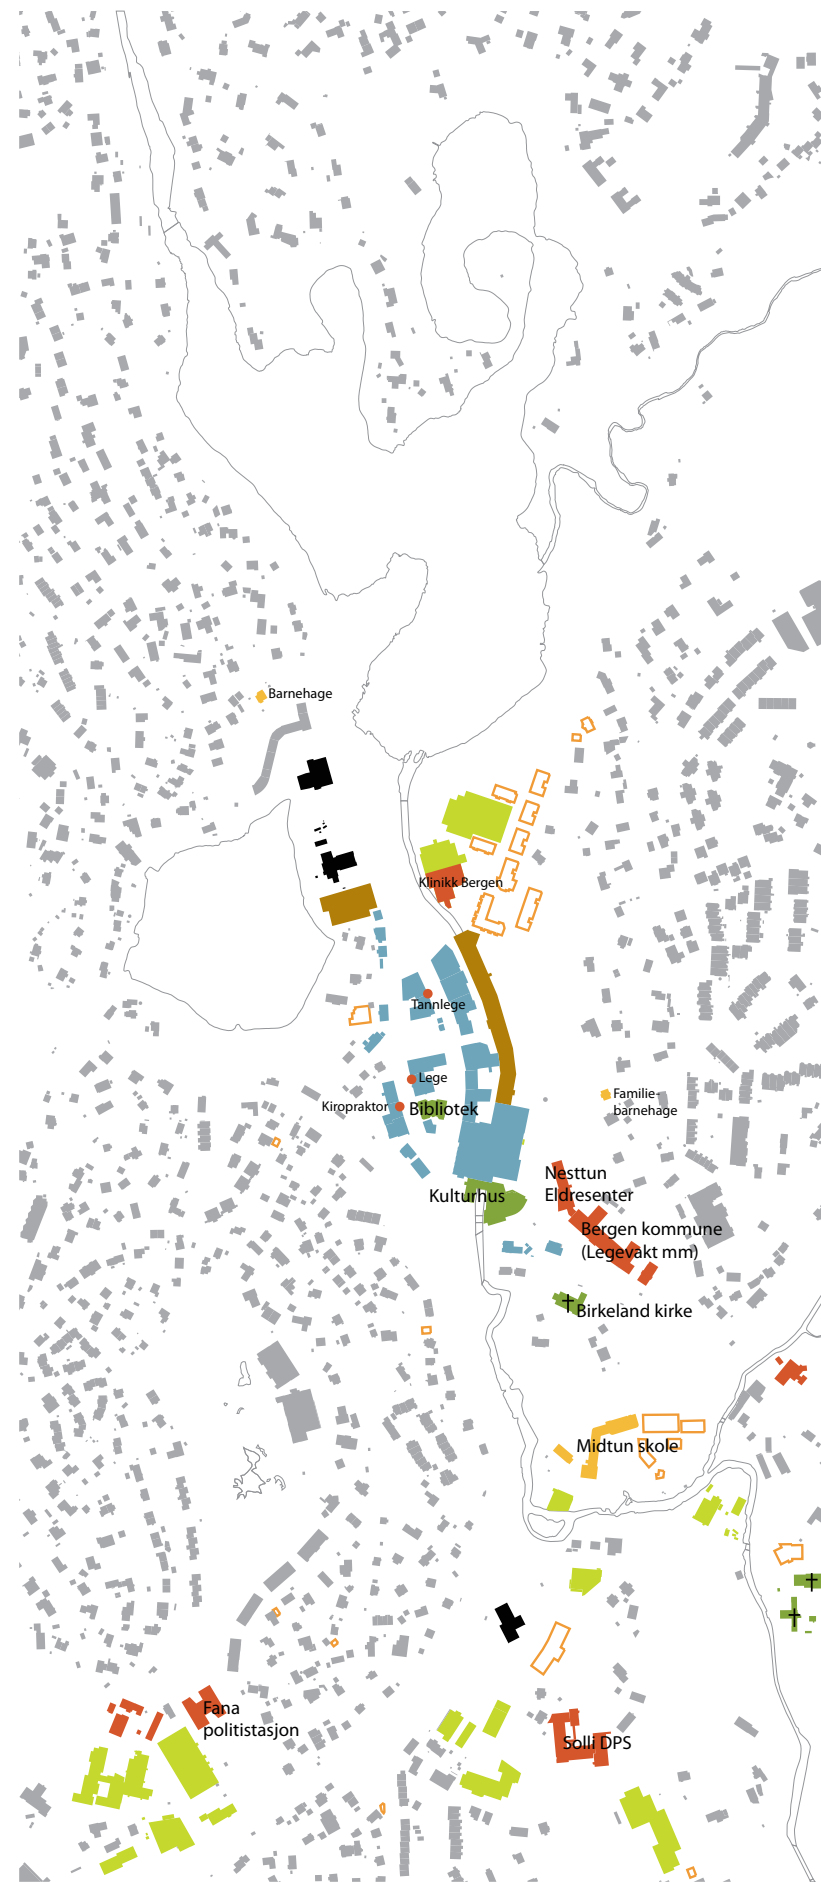 Barnehage
Klinikk Bergen
Tannlege
Lege
Kiropraktor
Bibliotek
Familie-
barnehage
Nesttun
Eldresenter
Kulturhus
Bergen kommune
(Legevakt mm)
Birkeland kirke
Midtun skole
Fana
politistasjon
Solli DPS